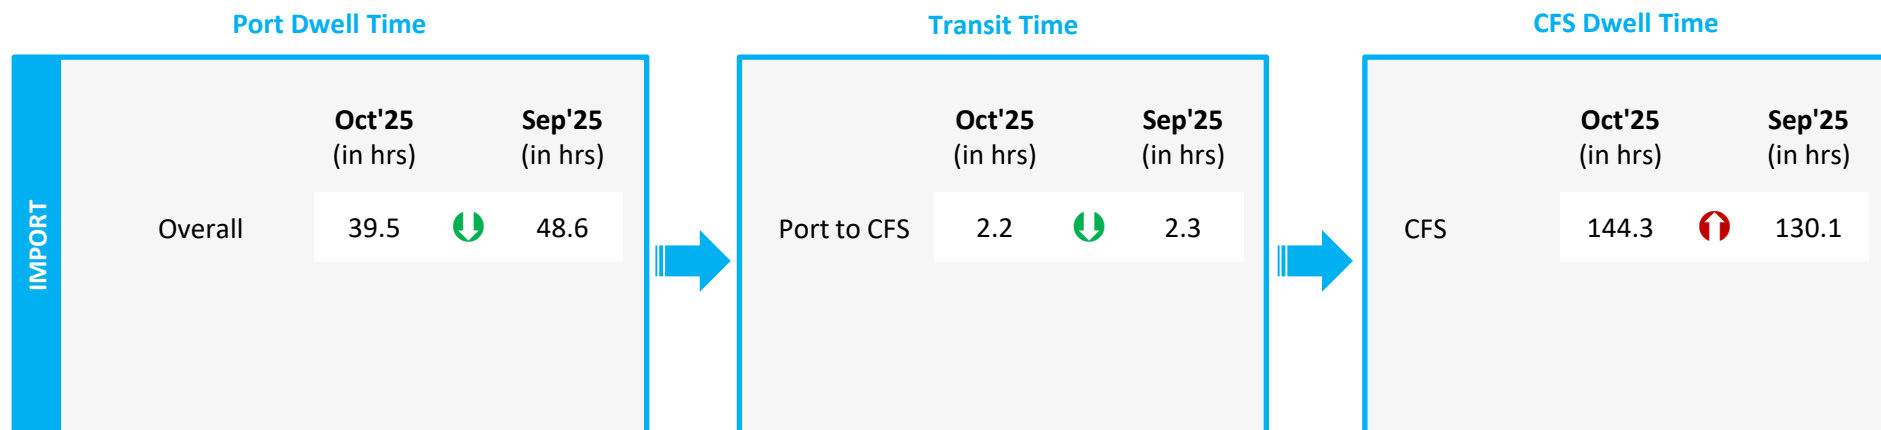 Port Dwell Time
Transit Time
CFS Dwell Time
IMPORT
Oct'25 Sep'25
(in hrs) (in hrs)
Overall 39.5 48.6
Oct'25 Sep'25
(in hrs) (in hrs)
Port to CFS 2.2 2.3
Oct'25 Sep'25
(in hrs) (in hrs)
CFS 144.3 130.1